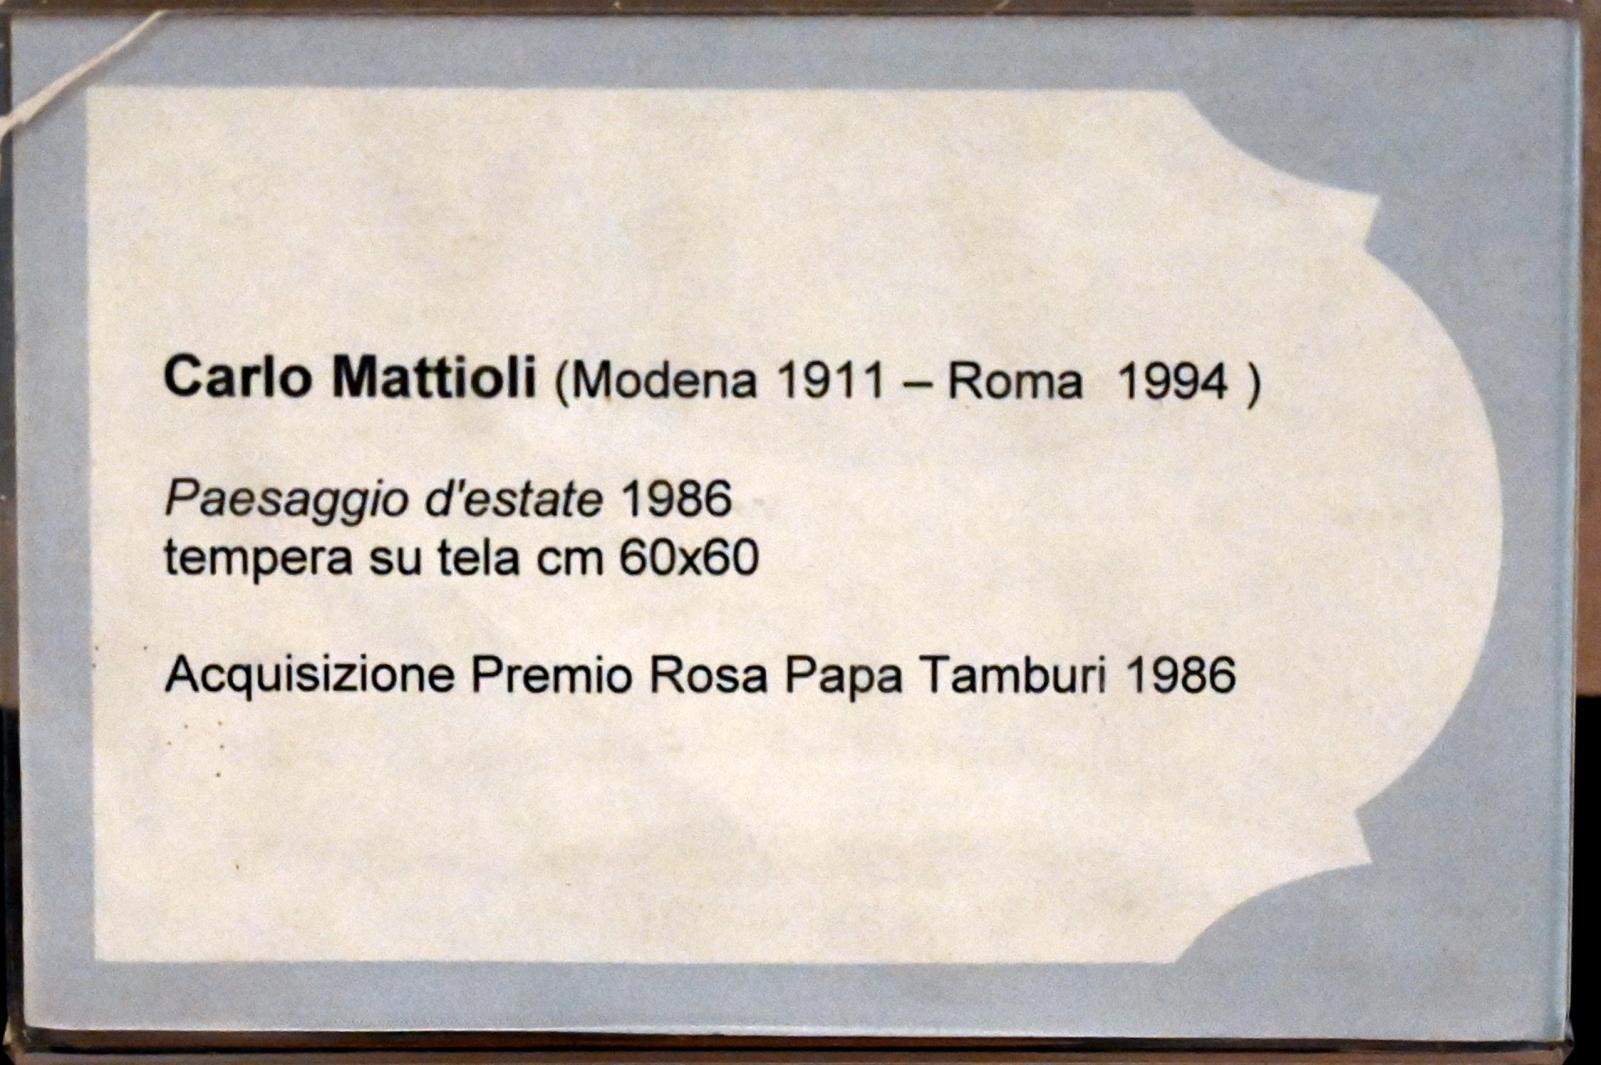 Carlo Mattioli (Modena 1911 – Roma  1994 )
Paesaggio d'estate 1986
tempera su tela cm 60x60
Acquisizione Premio Rosa Papa Tamburi 1986